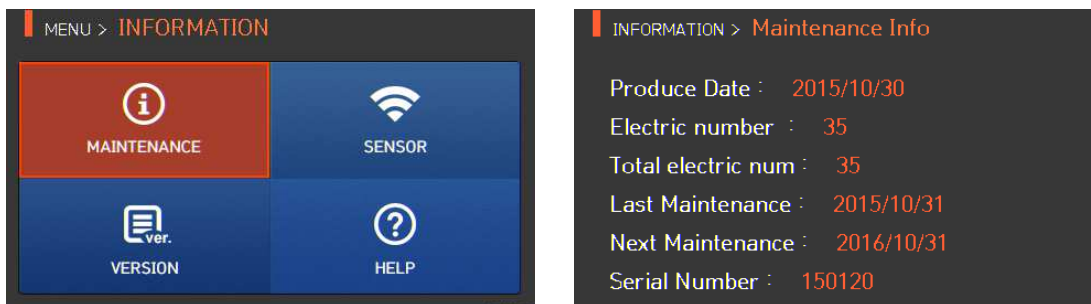 MENU > INFORMATION
MAINTENANCE
SENSOR
ver.
VERSION
HELP
INFORMATION > Maintenance Info
Produce Date : 2015/10/30
Electric number : 35
Total electric num : 35
Last Maintenance : 2015/10/31
Next Maintenance : 2016/10/31
Serial Number : 150120